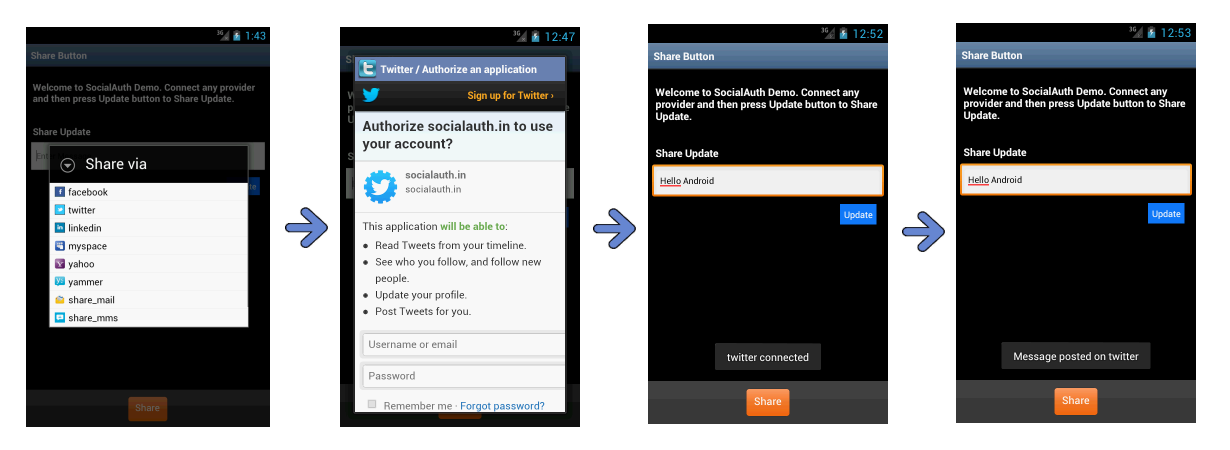 3G 1:43
Share Button
Welcome to SocialAuth Demo. Connect any provider
and then press Update button to Share Update.
Share Update
Share via
facebook
twitter
linkedin
myspace
yahoo
yammer
share_mail
share_mms
Share
3G 12:47
Twitter / Authorize an application
Sign up for Twitter ›
Authorize socialauth.in to use
your account?
socialauth.in
socialauth.in
This application will be able to:
• Read Tweets from your timeline.
• See who you follow, and follow new
people.
• Update your profile.
• Post Tweets for you.
Username or email
Password
Remember me · Forgot password?
3G 12:52
Share Button
Welcome to SocialAuth Demo. Connect any
provider and then press Update button to Share
Update.
Share Update
Hello Android
Update
twitter connected
Share
3G 12:53
Share Button
Welcome to SocialAuth Demo. Connect any
provider and then press Update button to Share
Update.
Share Update
Hello Android
Update
Message posted on twitter
Share